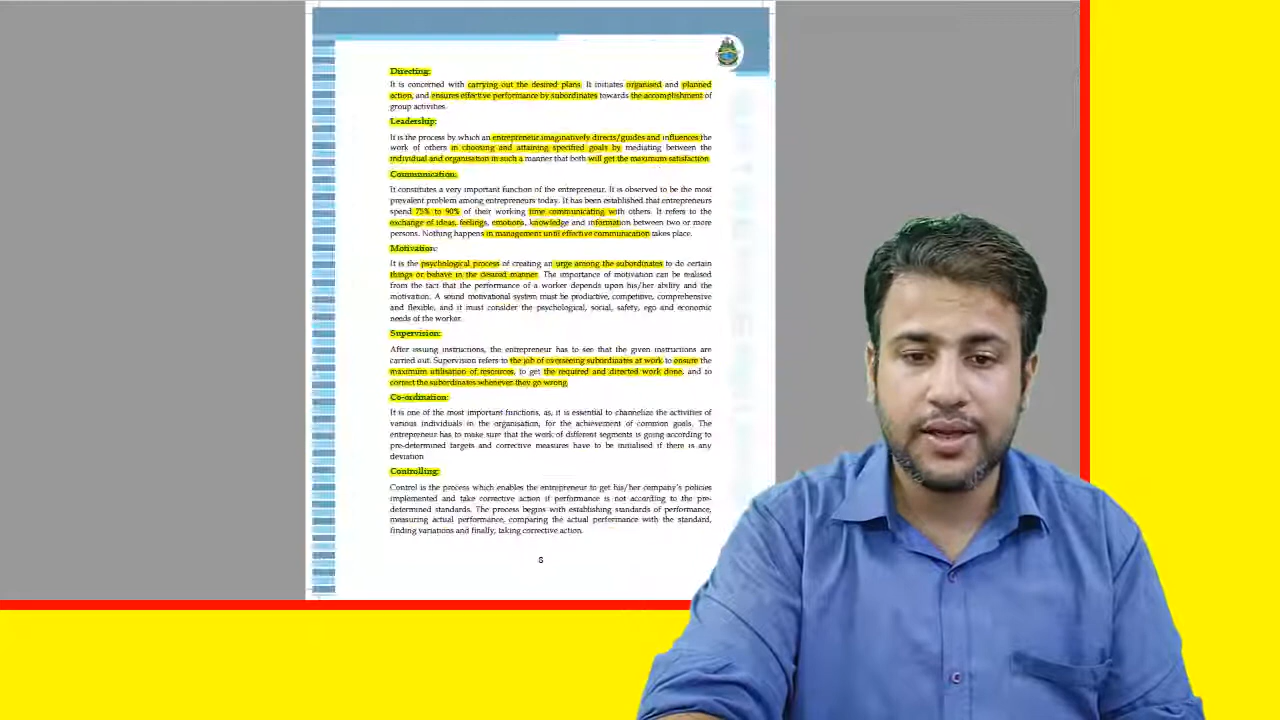 Directing:
It is concerned with carrying out the desired plans. It initiates organised and planned
action, and ensures effective performance by subordinates towards the accomplishment of
group activities.
Leadership:
It is the process by which an entrepreneur imaginatively directs/guides and influences the
work of others in choosing and attaining specified goals by mediating between the
individual and organisation in such a manner that both will get the maximum satisfaction.
Communication:
It constitutes a very important function of the entrepreneur. It is observed to be the most
prevalent problem among entrepreneurs today. It has been established that entrepreneurs
spend 75% to 90% of their working time communicating with others. It refers to the
exchange of ideas, feelings, emotions, knowledge and information between two or more
persons. Nothing happens in management until effective communication takes place.
Motivation:
It is the psychological process of creating an urge among the subordinates to do certain
things or behave in the desired manner. The importance of motivation can be realised
from the fact that the performance of a worker depends upon his/her ability and the
motivation. A sound motivational system must be productive, competitive, comprehensive
and flexible, and it must consider the psychological, social, safety, ego and economic
needs of the worker.
Supervision:
After issuing instructions, the entrepreneur has to see that the given instructions are
carried out. Supervision refers to the job of overseeing subordinates at work to ensure the
maximum utilisation of resources, to get the required and directed work done, and to
correct the subordinates whenever they go wrong.
Co-ordination:
It is one of the most important functions, as, it is essential to channelize the activities of
various individuals in the organisation, for the achievement of common goals. The
entrepreneur has to make sure that the work of different segments is going according to
pre-determined targets and corrective measures have to be initialised if there is any
deviation
Controlling:
Control is the process which enables the entrepreneur to get his/her company's policies
implemented and take corrective action if performance is not according to the pre-
determined standards. The process begins with establishing standards of performance,
measuring actual performance, comparing the actual performance with the standard,
finding variations and finally, taking corrective action.